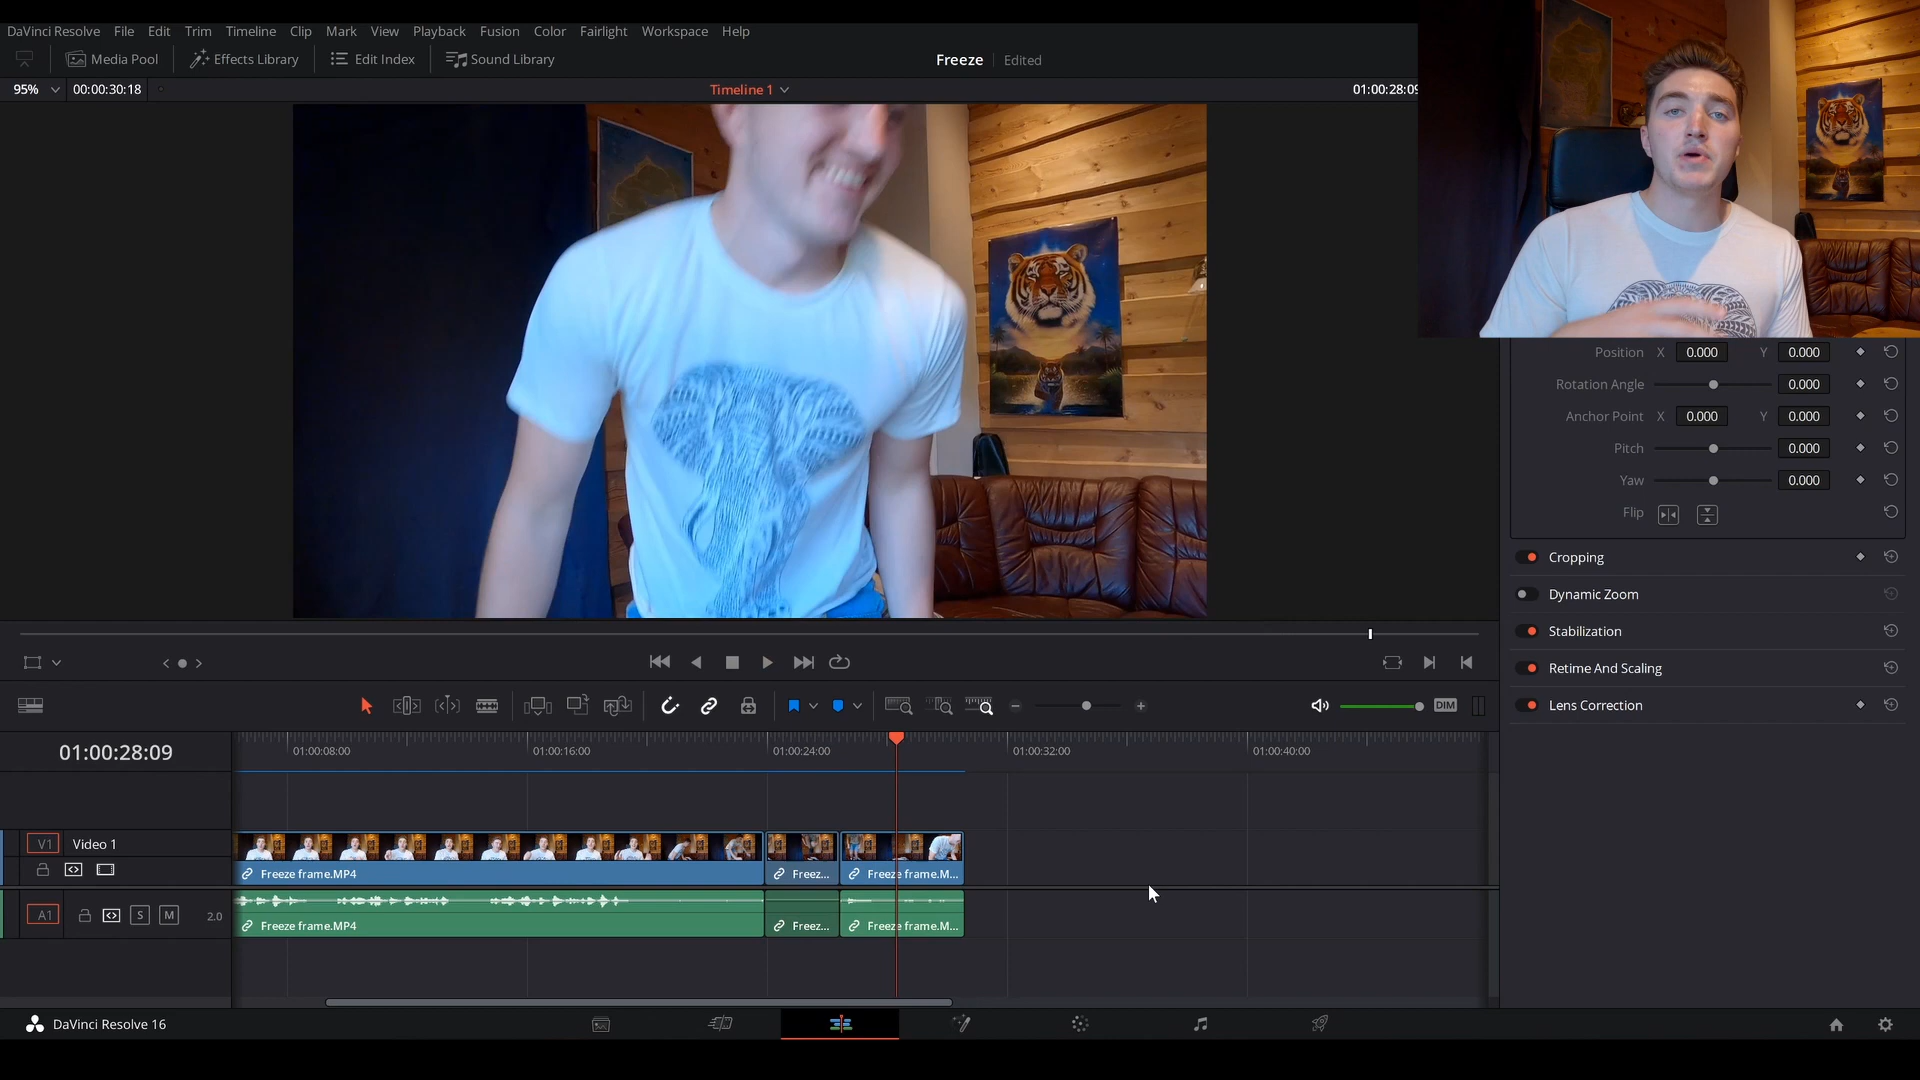 DaVinci Resolve File Edit Trim Timeline Clip Mark View Playback Fusion Color Fairlight Workspace Help
Media Pool Effects Library Edit Index Sound Library Freeze Edited
95% 00:00:30:18 Timeline 1 01:00:28:09
Position X 0.000 Y 0.000
Rotation Angle 0.000
Anchor Point X 0.000 Y 0.000
Pitch 0.000
Yaw 0.000
Flip
Cropping
Dynamic Zoom
Stabilization
Retime And Scaling
Lens Correction
DIM
01:00:28:09
01:00:08:00 01:00:16:00 01:00:24:00 01:00:32:00 01:00:40:00
V1 Video 1
Freeze frame.MP4 Freez... Freeze frame.M...
A1 S M 2.0
Freeze frame.MP4 Freez... Freeze frame.M...
DaVinci Resolve 16